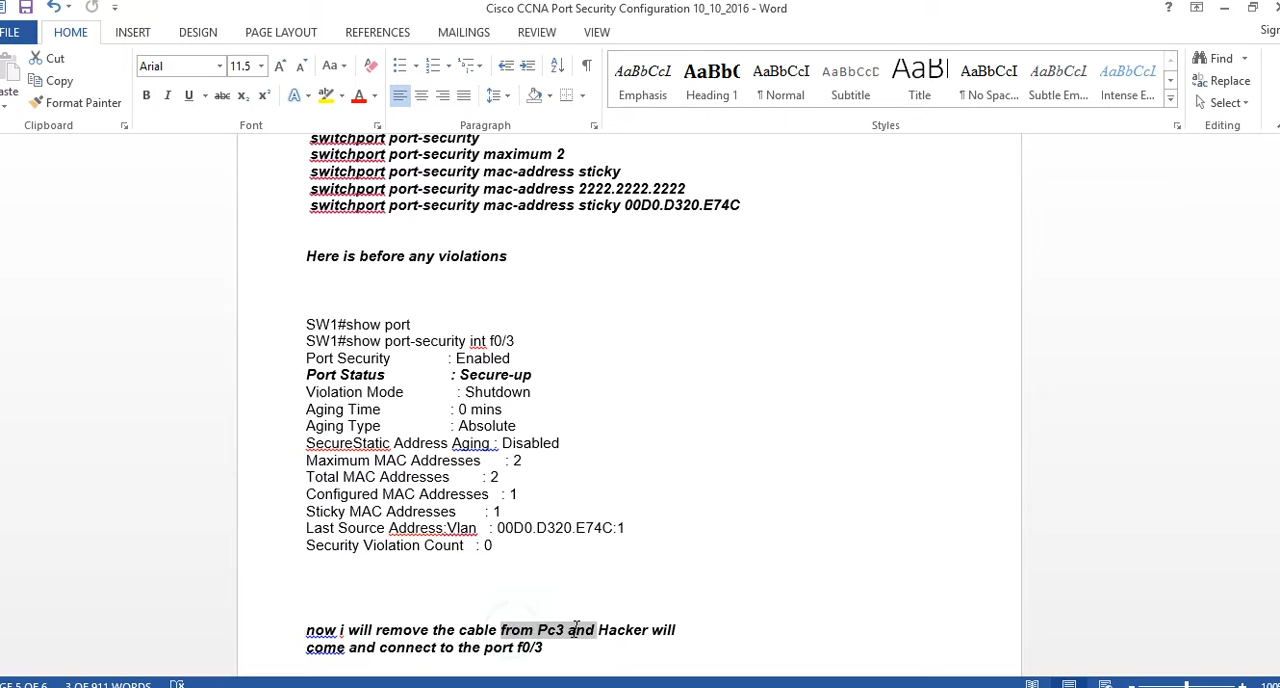 Cisco CCNA Port Security Configuration 10_10_2016 - Word
?
FILE HOME INSERT DESIGN PAGE LAYOUT REFERENCES MAILINGS REVIEW VIEW
Cut
Copy
Format Painter
Clipboard
Arial 11.5
Font
Paragraph
AaBbCcI AaBb( AaBbCcI AaBbCcD AaBl AaBbCcI AaBbCcI AaBbCcI
Emphasis Heading 1 ¶ Normal Subtitle Title ¶ No Spac... Subtle Em... Intense E...
Styles
Find
Replace
Select
Editing
switchport port-security
switchport port-security maximum 2
switchport port-security mac-address sticky
switchport port-security mac-address 2222.2222.2222
switchport port-security mac-address sticky 00D0.D320.E74C
Here is before any violations
SW1#show port
SW1#show port-security int f0/3
Port Security : Enabled
Port Status : Secure-up
Violation Mode : Shutdown
Aging Time : 0 mins
Aging Type : Absolute
SecureStatic Address Aging : Disabled
Maximum MAC Addresses : 2
Total MAC Addresses : 2
Configured MAC Addresses : 1
Sticky MAC Addresses : 1
Last Source Address:Vlan : 00D0.D320.E74C:1
Security Violation Count : 0
now i will remove the cable from Pc3 and Hacker will
come and connect to the port f0/3
3 OF 911 WORDS